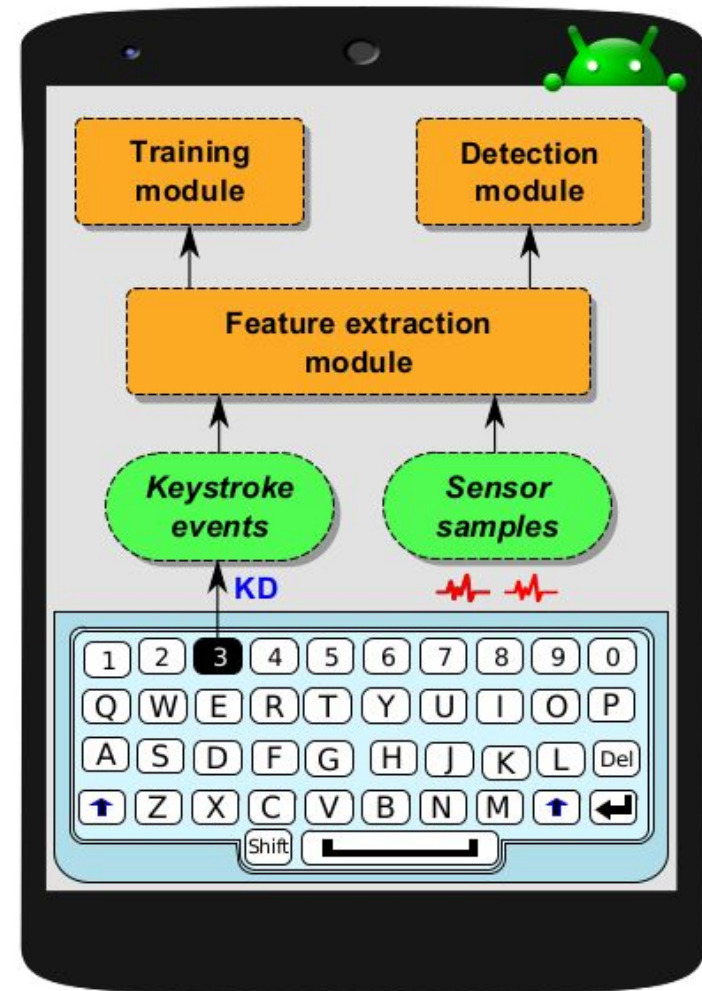 Training
module
Detection
module
Feature extraction
module
Keystroke
events
Sensor
samples
KD
1 2 3 4 5 6 7 8 9 0
Q W E R T Y U I O P
A S D F G H J K L Del
Z X C V B N M
Shift